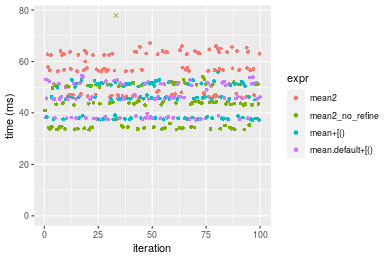 80
60
40
20
0
time (ms)
0
25
50
75
100
iteration
expr
mean2
mean2_no_refine
mean+[()
mean.default+[()